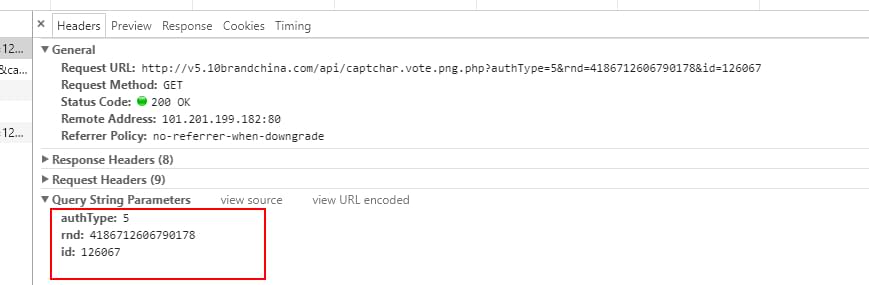 × Headers Preview Response Cookies Timing
12...
&ca...
12...
▼ General
Request URL: http://v5.10brandchina.com/api/captchar.vote.png.php?authType=5&rnd=4186712606790178&id=126067
Request Method: GET
Status Code: 200 OK
Remote Address: 101.201.199.182:80
Referrer Policy: no-referrer-when-downgrade
▶ Response Headers (8)
▶ Request Headers (9)
▼ Query String Parameters view source view URL encoded
authType: 5
rnd: 4186712606790178
id: 126067